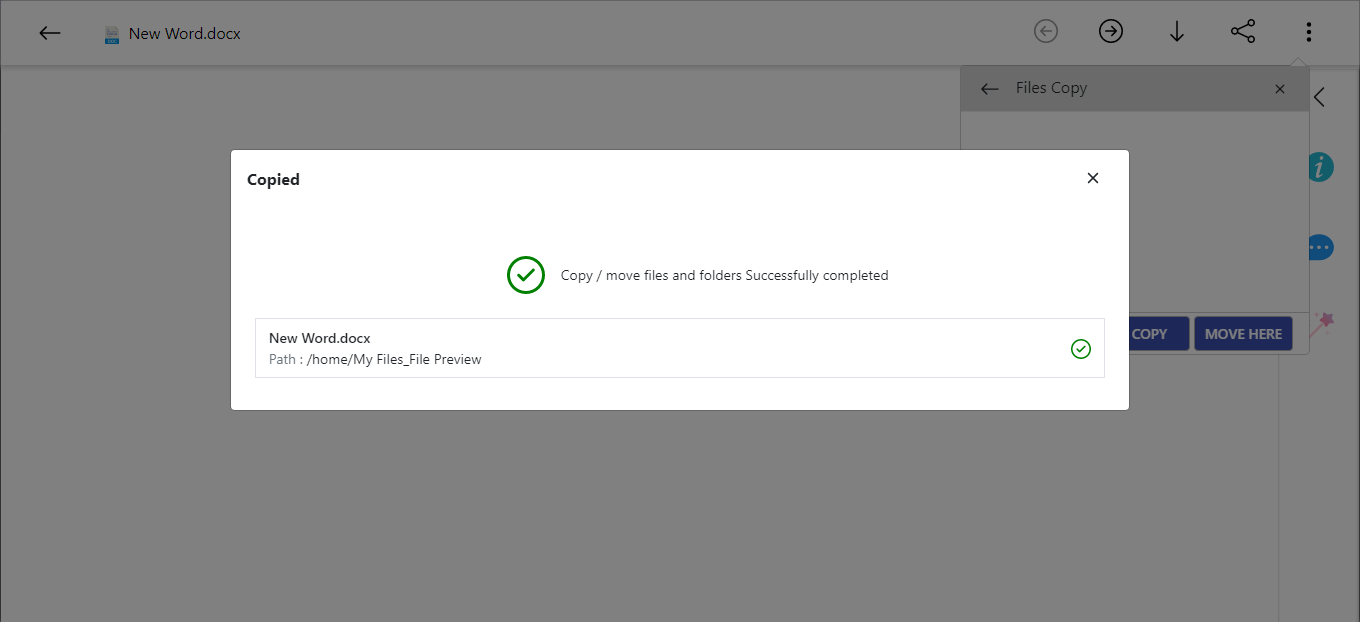 New Word.docx
Files Copy
Copied
Copy / move files and folders Successfully completed
New Word.docx
Path : /home/My Files_File Preview
COPY
MOVE HERE